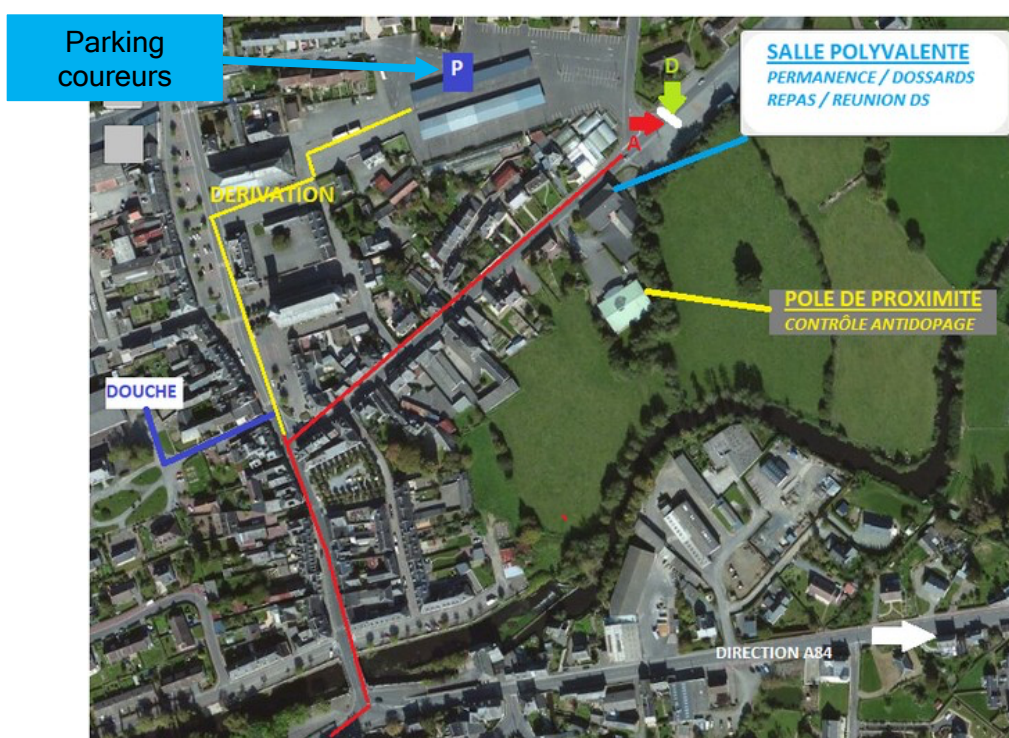 Parking
coureurs
P
D
SALLE POLYVALENTE
PERMANENCE / DOSSARDS
REPAS / REUNION DS
A
DERIVATION
POLE DE PROXIMITE
CONTRÔLE ANTIDOPAGE
DOUCHE
DIRECTION A84